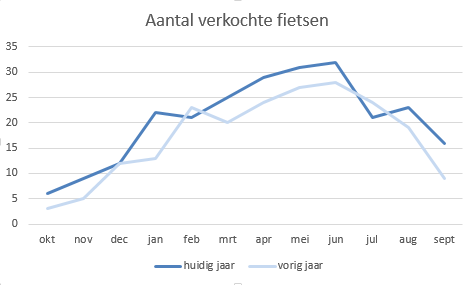 Aantal verkochte fietsen
35
30
25
20
15
10
5
0
okt nov dec jan feb mrt apr mei jun jul aug sept
huidig jaar vorig jaar